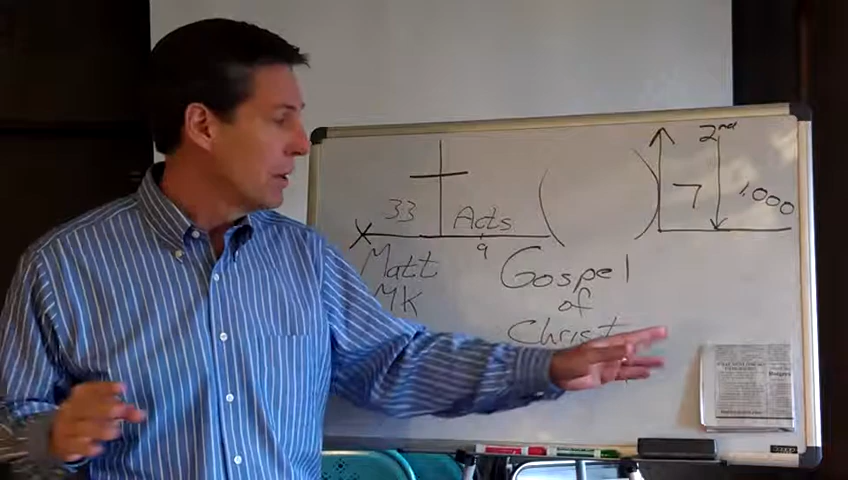 2nd
33
Acts
7
1,000
9
Matt
MK
Gospel
of
Christ